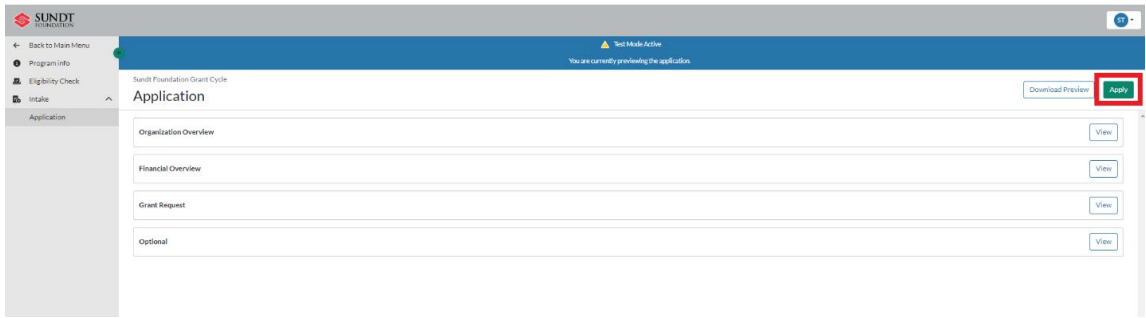 SUNDT
FOUNDATION
ST
Back to Main Menu
Program info
Eligibility Check
Intake
Application
Test Mode Active
You are currently previewing the application.
Sundt Foundation Grant Cycle
Application
Download Preview
Apply
Organization Overview
View
Financial Overview
View
Grant Request
View
Optional
View